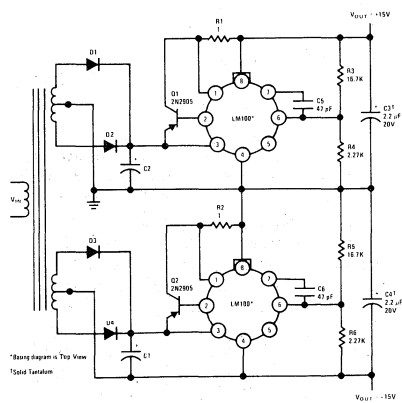 VOUT = +15V
R1
1
D1
8
R3
16.7K
Q1
2N2905
1
7
C5
47 pF
C3†
2.2 µF
20V
LM100*
2
6
D2
3
5
R4
2.27K
+
C2
4
VIN
R2
1
D3
8
R5
16.7K
Q2
2N2905
1
7
C6
47 pF
C4†
2.2 µF
20V
LM100*
2
6
D4
3
5
R6
2.27K
+
C1
4
*Basing diagram is Top View
†Solid Tantalum
VOUT = -15V